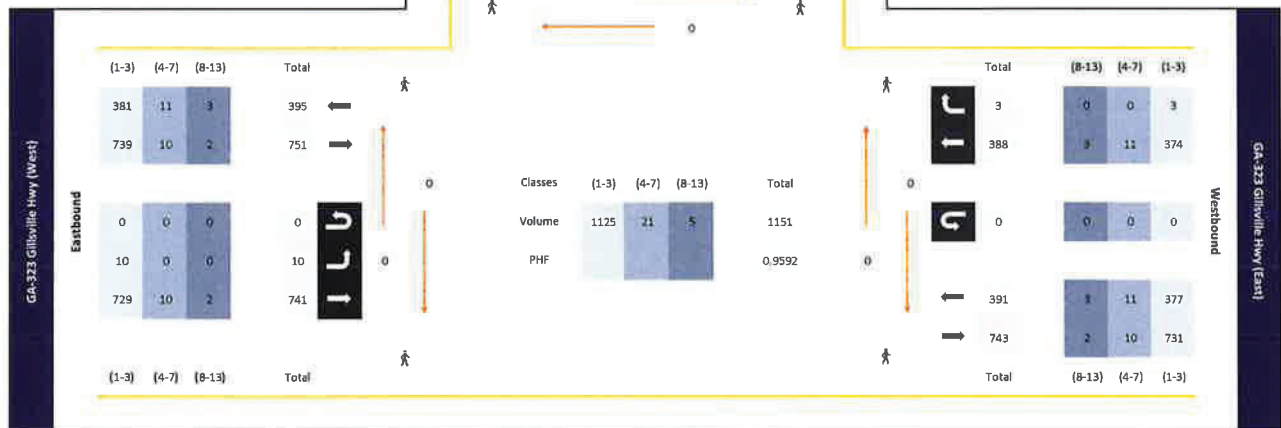 0
(1-3) (4-7) (8-13) Total
381 11 3 395
739 10 2 751
0 0 0 0
10 0 0 10
729 10 2 741
(1-3) (4-7) (8-13) Total
GA-323 Gillsville Hwy (West)
Eastbound
0
0
Classes (1-3) (4-7) (8-13) Total
Volume 1125 21 5 1151
PHF 0.9592
0
0
Total (8-13) (4-7) (1-3)
3 0 0 3
388 3 11 374
0 0 0 0
391 3 11 377
743 2 10 731
Total (8-13) (4-7) (1-3)
Westbound
GA-323 Gillsville Hwy (East)